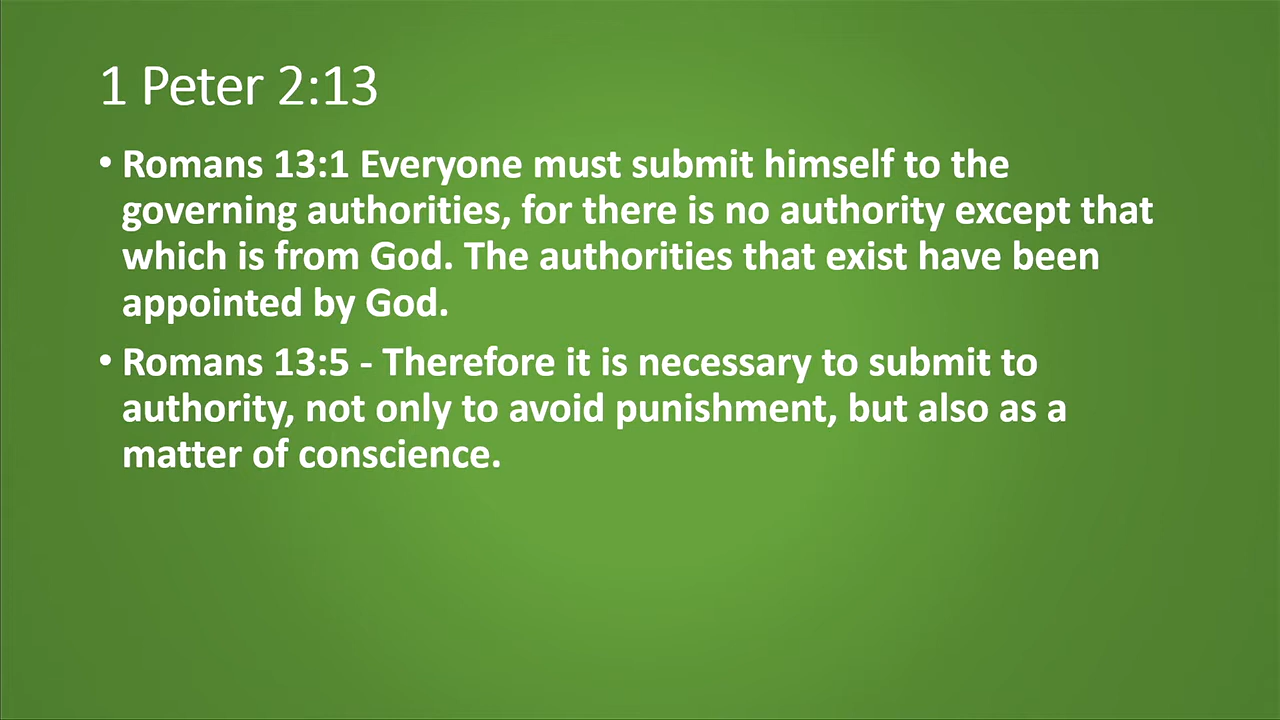 1 Peter 2:13
• Romans 13:1 Everyone must submit himself to the
governing authorities, for there is no authority except that
which is from God. The authorities that exist have been
appointed by God.
• Romans 13:5 - Therefore it is necessary to submit to
authority, not only to avoid punishment, but also as a
matter of conscience.